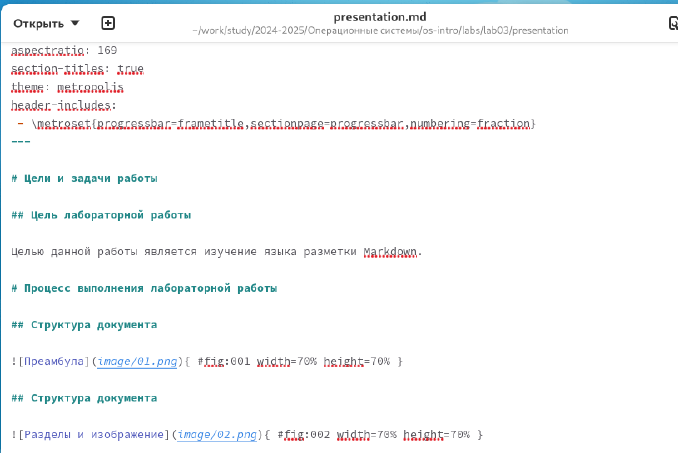 Открыть
presentation.md
~/work/study/2024-2025/Операционные системы/os-intro/labs/lab03/presentation
aspectratio: 169
section-titles: true
theme: metropolis
header-includes:
 - \metroset{progressbar=frametitle,sectionpage=progressbar,numbering=fraction}
---
# Цели и задачи работы
## Цель лабораторной работы
Целью данной работы является изучение языка разметки Markdown.
# Процесс выполнения лабораторной работы
## Структура документа
![Преамбула](image/01.png){ #fig:001 width=70% height=70% }
## Структура документа
![Разделы и изображение](image/02.png){ #fig:002 width=70% height=70% }